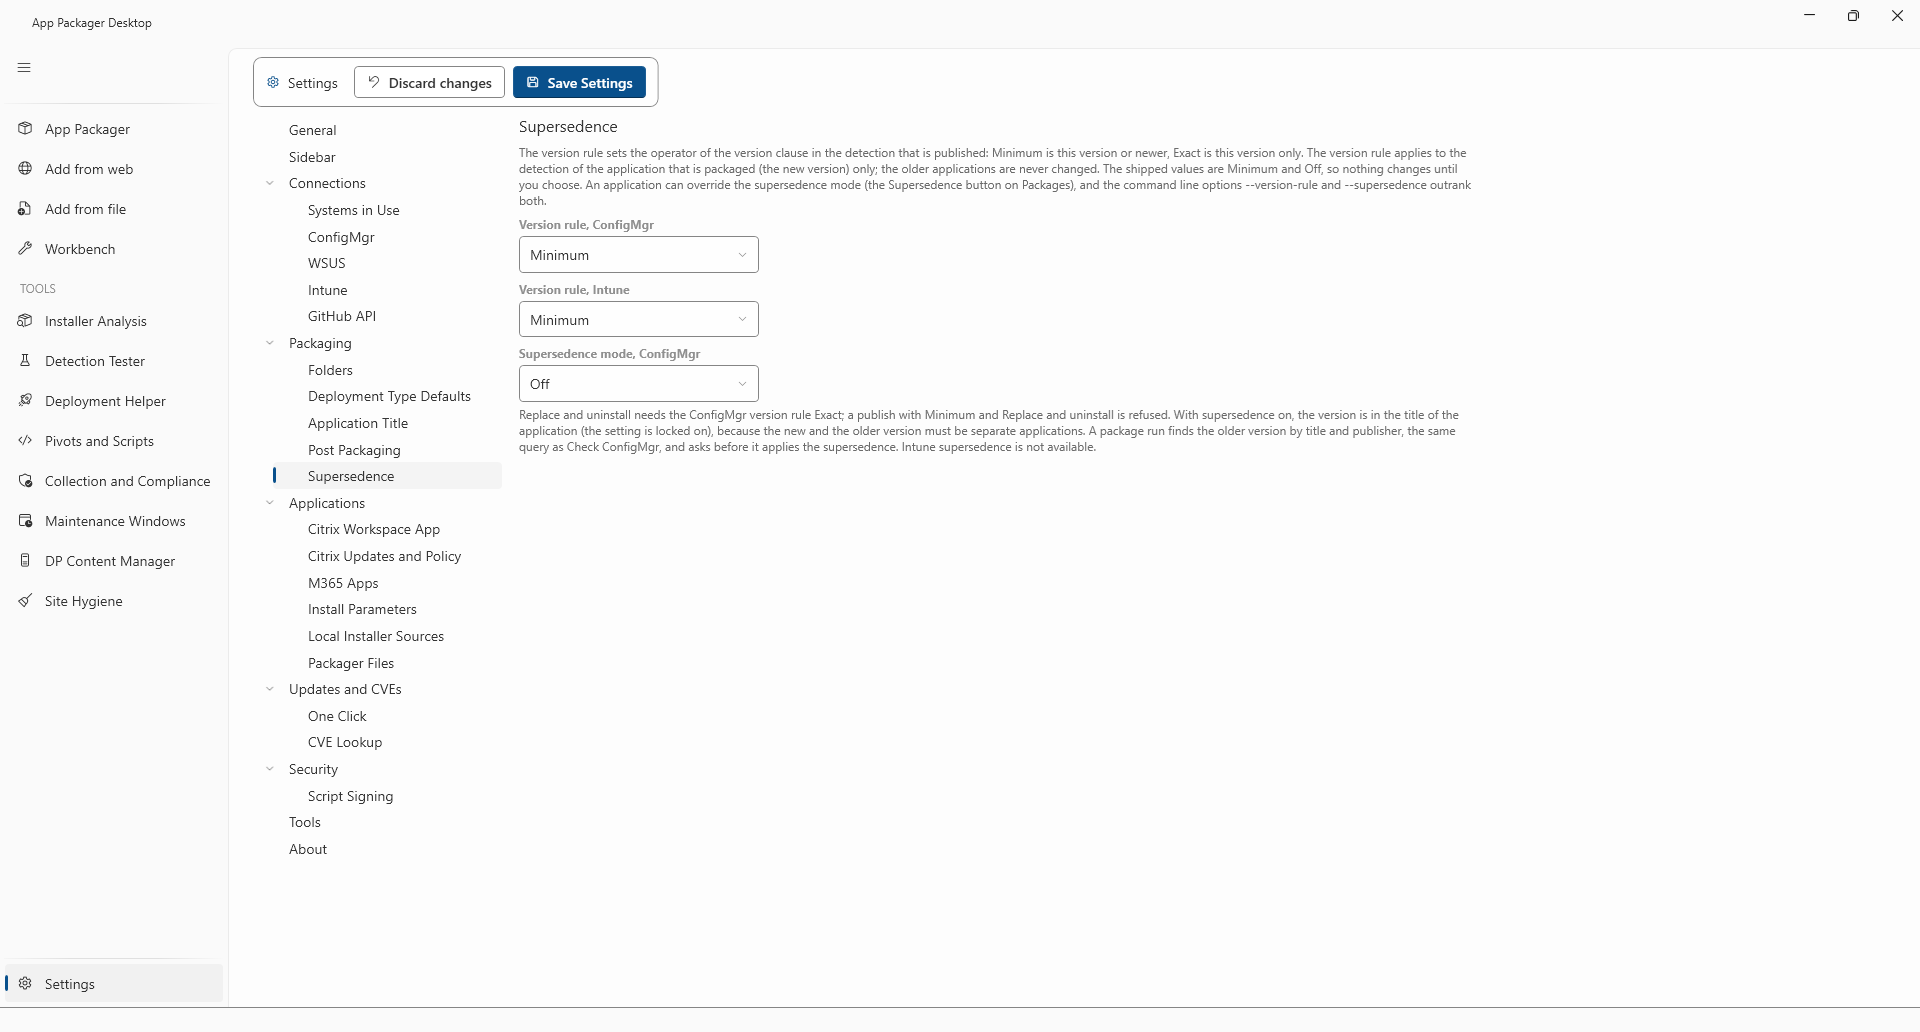 App Packager Desktop
Settings
Discard changes
Save Settings
App Packager
Add from web
Add from file
Workbench
TOOLS
Installer Analysis
Detection Tester
Deployment Helper
Pivots and Scripts
Collection and Compliance
Maintenance Windows
DP Content Manager
Site Hygiene
Settings
General
Sidebar
Connections
Systems in Use
ConfigMgr
WSUS
Intune
GitHub API
Packaging
Folders
Deployment Type Defaults
Application Title
Post Packaging
Supersedence
Applications
Citrix Workspace App
Citrix Updates and Policy
M365 Apps
Install Parameters
Local Installer Sources
Packager Files
Updates and CVEs
One Click
CVE Lookup
Security
Script Signing
Tools
About
Supersedence
The version rule sets the operator of the version clause in the detection that is published: Minimum is this version or newer, Exact is this version only. The version rule applies to the
detection of the application that is packaged (the new version) only; the older applications are never changed. The shipped values are Minimum and Off, so nothing changes until
you choose. An application can override the supersedence mode (the Supersedence button on Packages), and the command line options --version-rule and --supersedence outrank
both.
Version rule, ConfigMgr
Minimum
Version rule, Intune
Minimum
Supersedence mode, ConfigMgr
Off
Replace and uninstall needs the ConfigMgr version rule Exact; a publish with Minimum and Replace and uninstall is refused. With supersedence on, the version is in the title of the
application (the setting is locked on), because the new and the older version must be separate applications. A package run finds the older version by title and publisher, the same
query as Check ConfigMgr, and asks before it applies the supersedence. Intune supersedence is not available.